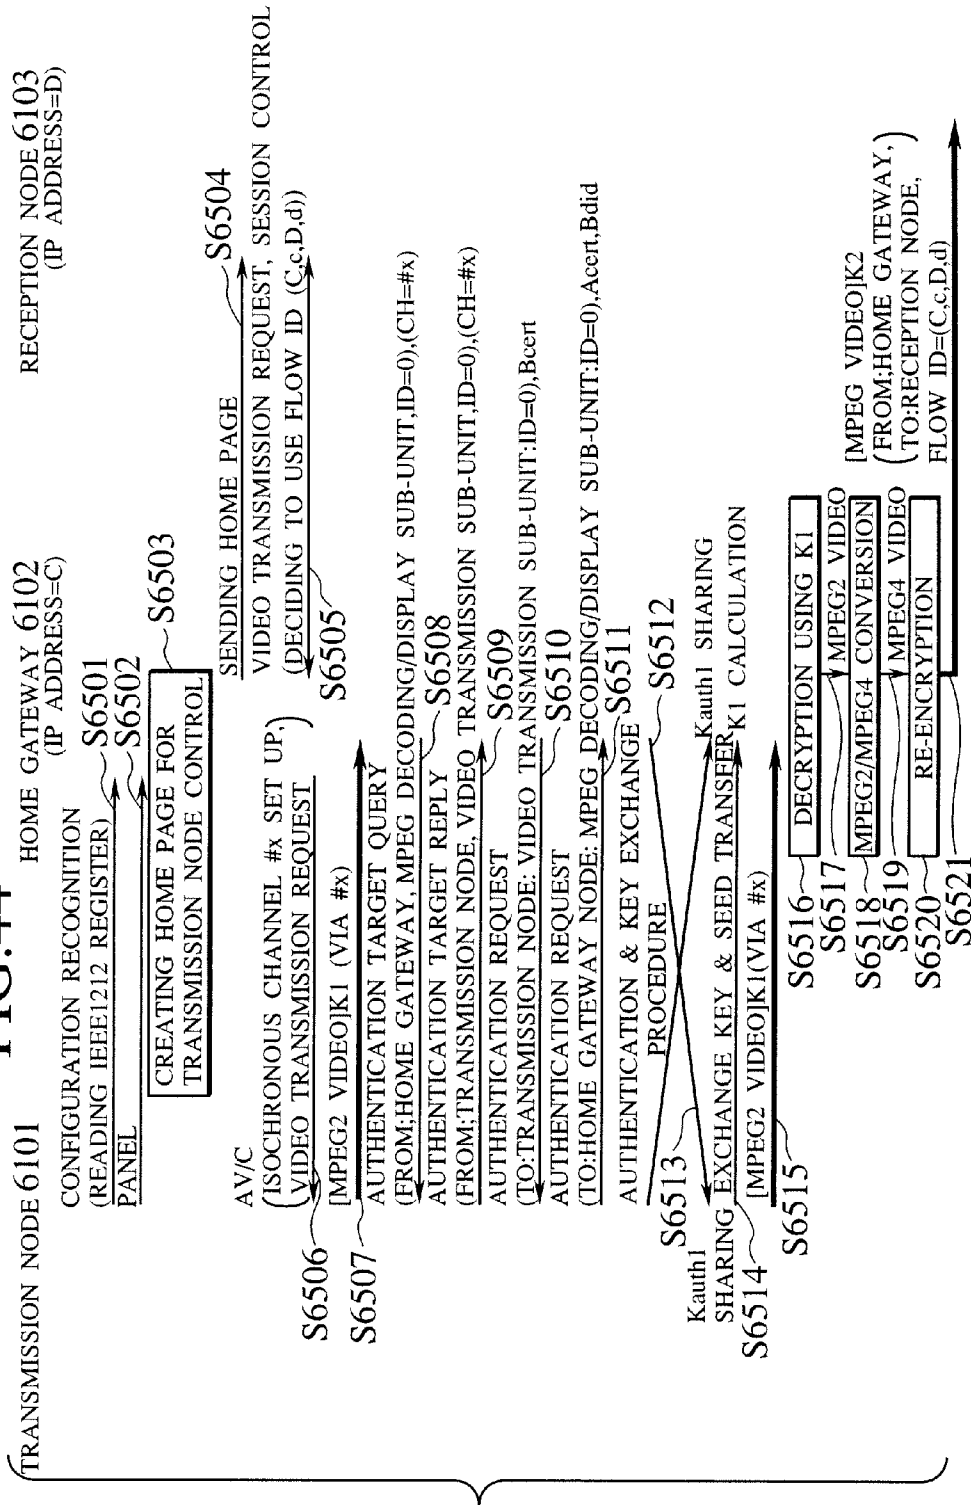 FIG.44
TRANSMISSION NODE 6101
HOME GATEWAY 6102
(IP ADDRESS=C)
RECEPTION NODE 6103
(IP ADDRESS=D)
CONFIGURATION RECOGNITION
(READING IEEE1212 REGISTER)
S6501
PANEL
S6502
CREATING HOME PAGE FOR
TRANSMISSION NODE CONTROL
S6503
SENDING HOME PAGE
S6504
VIDEO TRANSMISSION REQUEST, SESSION CONTROL
(DECIDING TO USE FLOW ID (C,c,D,d))
S6505
AV/C
(ISOCHRONOUS CHANNEL #x SET UP,
VIDEO TRANSMISSION REQUEST)
S6506
[MPEG2 VIDEO]K1 (VIA #x)
S6507
AUTHENTICATION TARGET QUERY
(FROM;HOME GATEWAY, MPEG DECODING/DISPLAY SUB-UNIT,ID=0),(CH=#x)
S6508
AUTHENTICATION TARGET REPLY
(FROM;TRANSMISSION NODE, VIDEO TRANSMISSION SUB-UNIT,ID=0),(CH=#x)
S6509
AUTHENTICATION REQUEST
(TO:TRANSMISSION NODE: VIDEO TRANSMISSION SUB-UNIT:ID=0),Bcert
S6510
AUTHENTICATION REQUEST
(TO:HOME GATEWAY NODE: MPEG DECODING/DISPLAY SUB-UNIT:ID=0),Acert,Bdid
S6511
AUTHENTICATION & KEY EXCHANGE
PROCEDURE
S6512
S6513
Kauth1
SHARING
Kauth1 SHARING
EXCHANGE KEY & SEED TRANSFER
S6514
K1 CALCULATION
[MPEG2 VIDEO]K1(VIA #x)
S6515
DECRYPTION USING K1
S6516
MPEG2 VIDEO
S6517
MPEG2/MPEG4 CONVERSION
S6518
MPEG4 VIDEO
S6519
RE-ENCRYPTION
S6520
S6521
[MPEG VIDEO]K2
(FROM:HOME GATEWAY,
TO:RECEPTION NODE,)
FLOW ID=(C,c,D,d)